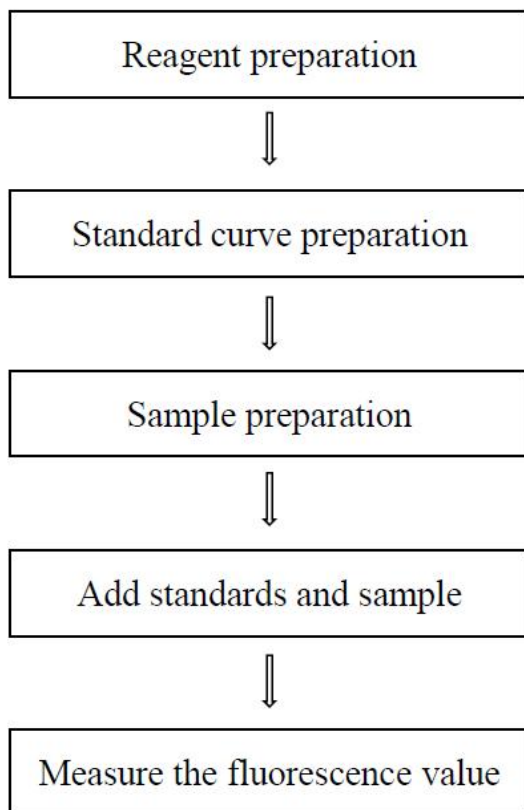 Reagent preparation
Standard curve preparation
Sample preparation
Add standards and sample
Measure the fluorescence value